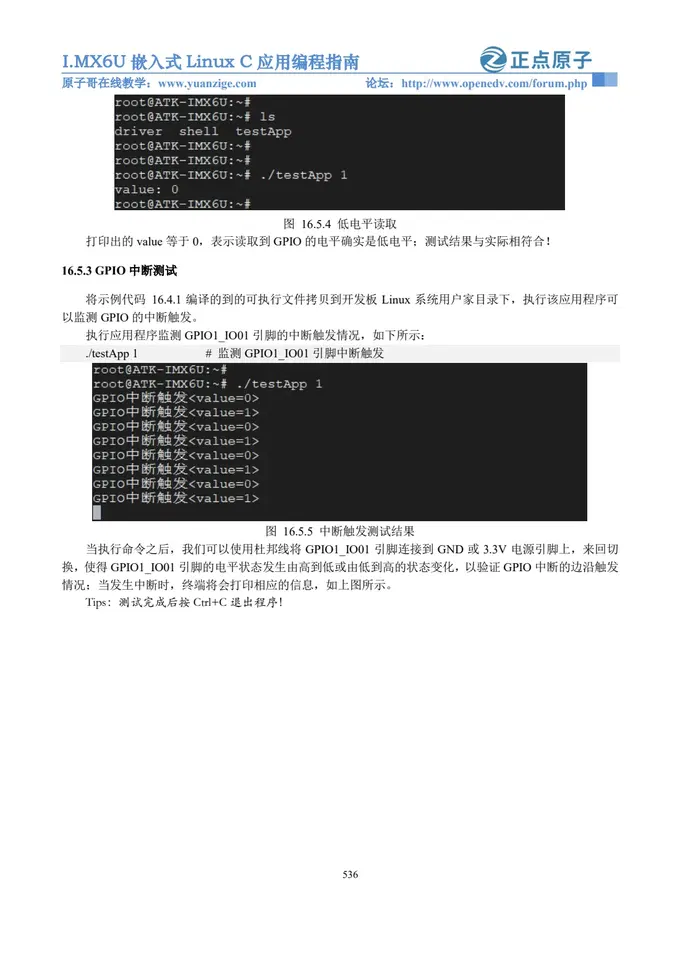 I.MX6U 嵌入式 Linux C 应用编程指南
正点原子
原子哥在线教学：www.yuanzige.com 论坛：http://www.openedv.com/forum.php
root@ATK-IMX6U:~#
root@ATK-IMX6U:~# ls
driver shell testApp
root@ATK-IMX6U:~#
root@ATK-IMX6U:~#
root@ATK-IMX6U:~# ./testApp 1
value: 0
root@ATK-IMX6U:~#
图 16.5.4 低电平读取
打印出的 value 等于 0，表示读取到 GPIO 的电平确实是低电平；测试结果与实际相符合！
16.5.3 GPIO 中断测试
将示例代码 16.4.1 编译的到的可执行文件拷贝到开发板 Linux 系统用户家目录下，执行该应用程序可
以监测 GPIO 的中断触发。
执行应用程序监测 GPIO1_IO01 引脚的中断触发情况，如下所示：
./testApp 1 # 监测 GPIO1_IO01 引脚中断触发
root@ATK-IMX6U:~#
root@ATK-IMX6U:~# ./testApp 1
GPIO中断触发<value=0>
GPIO中断触发<value=1>
GPIO中断触发<value=0>
GPIO中断触发<value=1>
GPIO中断触发<value=0>
GPIO中断触发<value=1>
GPIO中断触发<value=0>
GPIO中断触发<value=1>
图 16.5.5 中断触发测试结果
当执行命令之后，我们可以使用杜邦线将 GPIO1_IO01 引脚连接到 GND 或 3.3V 电源引脚上，来回切
换，使得 GPIO1_IO01 引脚的电平状态发生由高到低或由低到高的状态变化，以验证 GPIO 中断的边沿触发
情况；当发生中断时，终端将会打印相应的信息，如上图所示。
Tips：测试完成后按 Ctrl+C 退出程序！
536